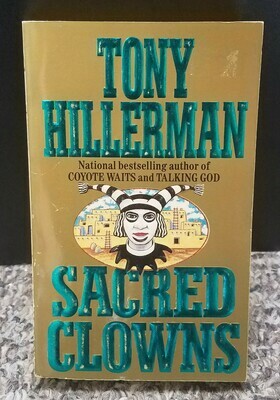 TONY
HILLERMAN
National bestselling author of
COYOTE WAITS and TALKING GOD
SACRED
CLOWNS